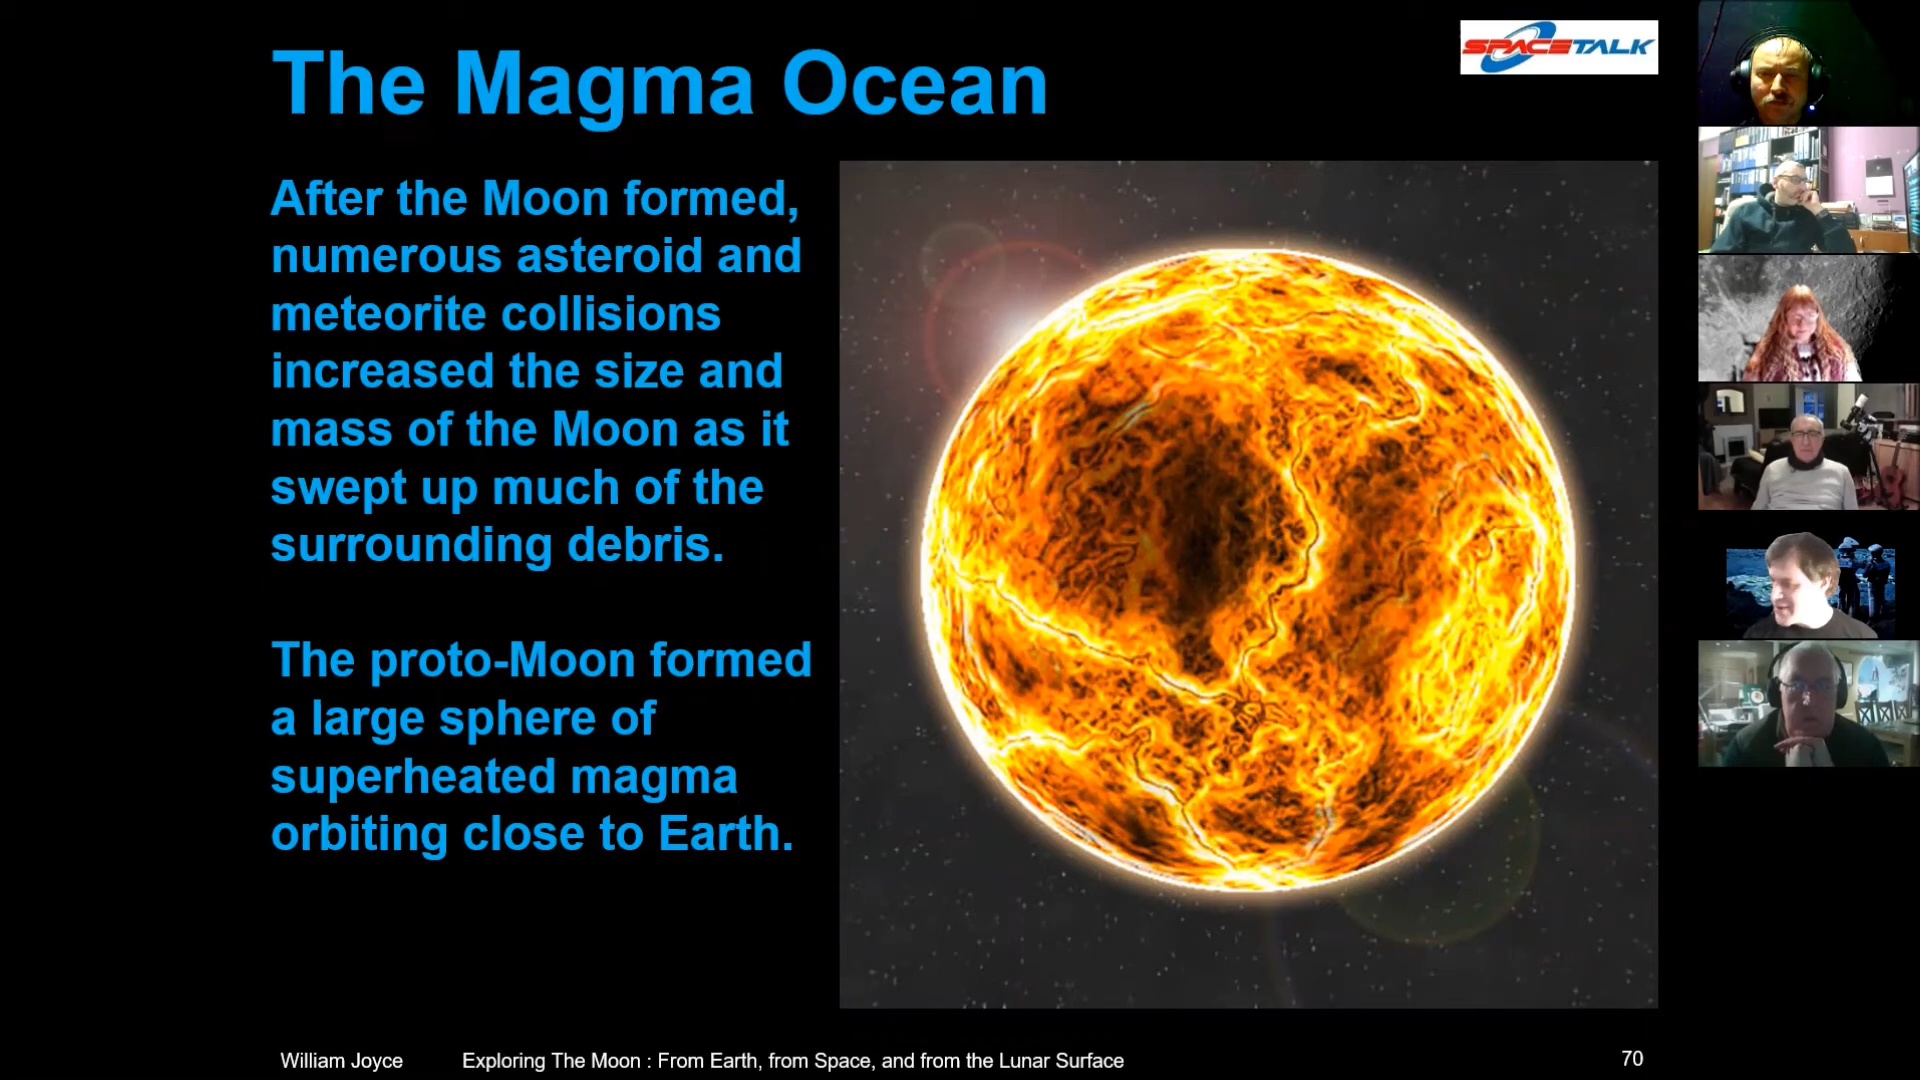 The Magma Ocean
SPACETALK
After the Moon formed,
numerous asteroid and
meteorite collisions
increased the size and
mass of the Moon as it
swept up much of the
surrounding debris.
The proto-Moon formed
a large sphere of
superheated magma
orbiting close to Earth.
William Joyce
Exploring The Moon : From Earth, from Space, and from the Lunar Surface
70